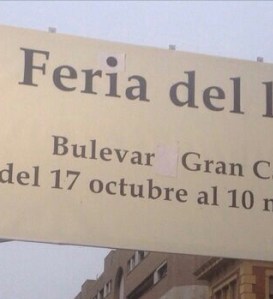 Feria del
Bulevar Gran
del 17 octubre al 10